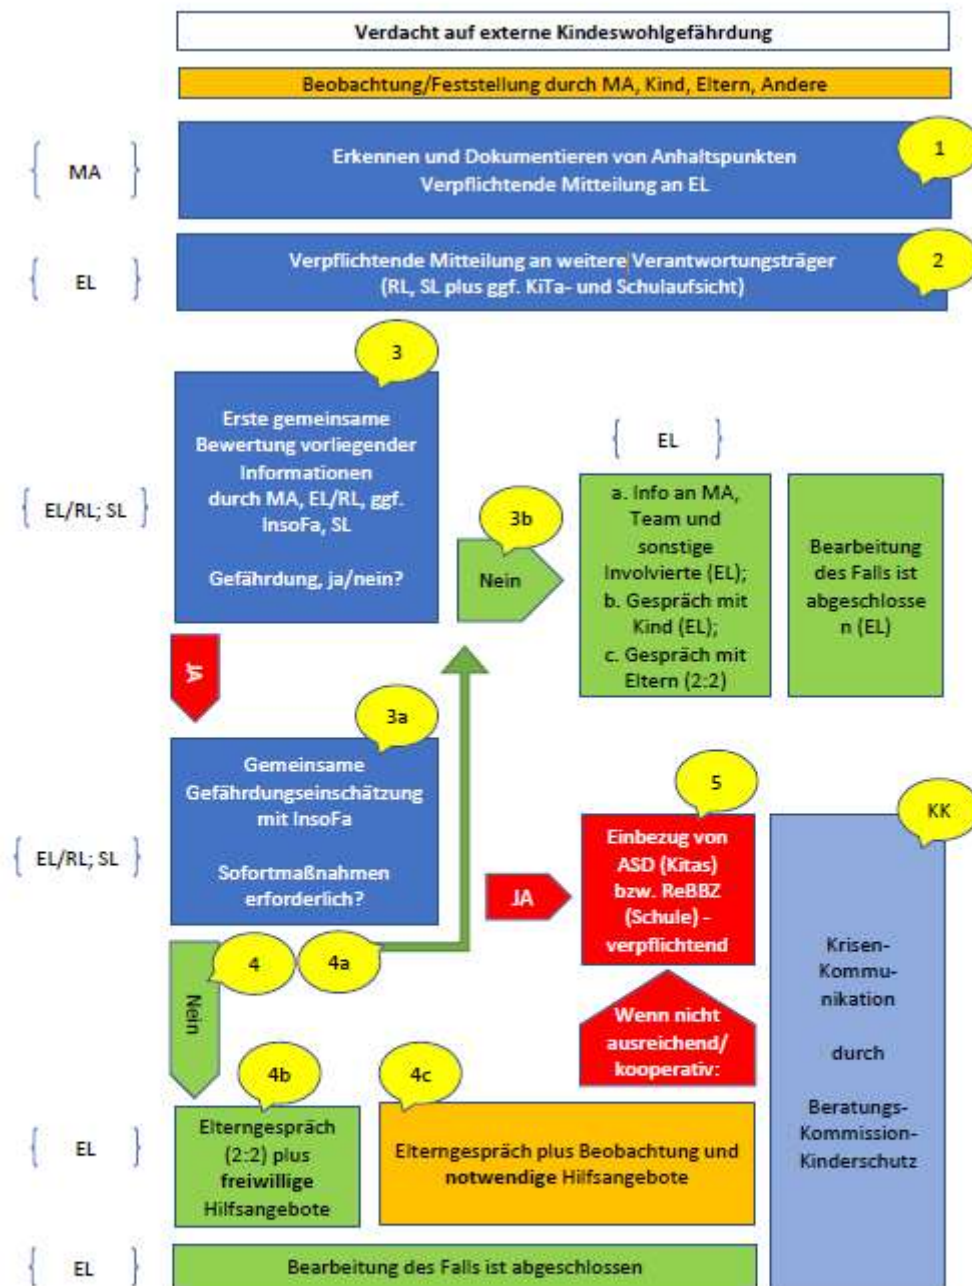 Verdacht auf externe Kindeswohlgefährdung
Beobachtung/Feststellung durch MA, Kind, Eltern, Andere
MA
Erkennen und Dokumentieren von Anhaltspunkten
Verpflichtende Mitteilung an EL
1
EL
Verpflichtende Mitteilung an weitere Verantwortungsträger
(RL, SL plus ggf. KiTa- und Schulaufsicht)
2
3
EL/RL; SL
Erste gemeinsame
Bewertung vorliegender
Informationen
durch MA, EL/RL, ggf.
InsoFa, SL
Gefährdung, ja/nein?
3b
Nein
EL
a. Info an MA,
Team und
sonstige
Involvierte (EL);
b. Gespräch mit
Kind (EL);
c. Gespräch mit
Eltern (2:2)
Bearbeitung
des Falls ist
abgeschlosse
n (EL)
JA
3a
EL/RL; SL
Gemeinsame
Gefährdungseinschätzung
mit InsoFa
Sofortmaßnahmen
erforderlich?
JA
5
Einbezug von
ASD (Kitas)
bzw. ReBBZ
(Schule) -
verpflichtend
KK
Krisen-
Kommu-
nikation
durch
Beratungs-
Kommission-
Kinderschutz
4
4a
Nein
Wenn nicht
ausreichend/
kooperativ:
4b
4c
EL
Elterngespräch
(2:2) plus
freiwillige
Hilfsangebote
Elterngespräch plus Beobachtung und
notwendige Hilfsangebote
EL
Bearbeitung des Falls ist abgeschlossen